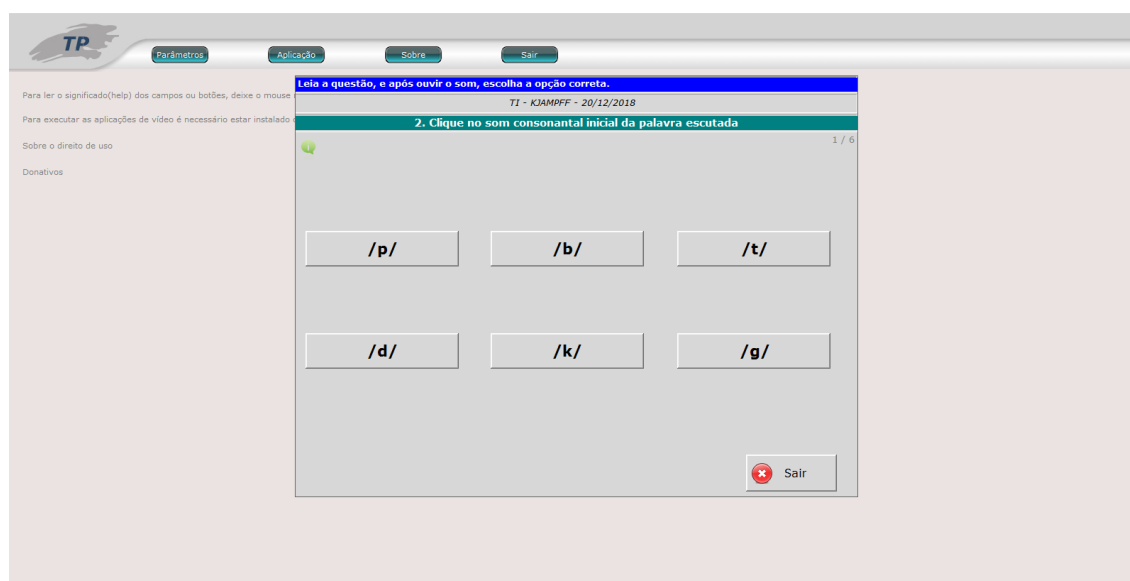 TP
Parâmetros Aplicação Sobre Sair
Leia a questão, e após ouvir o som, escolha a opção correta.
Para ler o significado(help) dos campos ou botões, deixe o mouse
TI - KJAMPFF - 20/12/2018
Para executar as aplicações de vídeo é necessário estar instalado
2. Clique no som consonantal inicial da palavra escutada
1 / 6
Sobre o direito de uso
Donativos
/p/ /b/ /t/
/d/ /k/ /g/
Sair